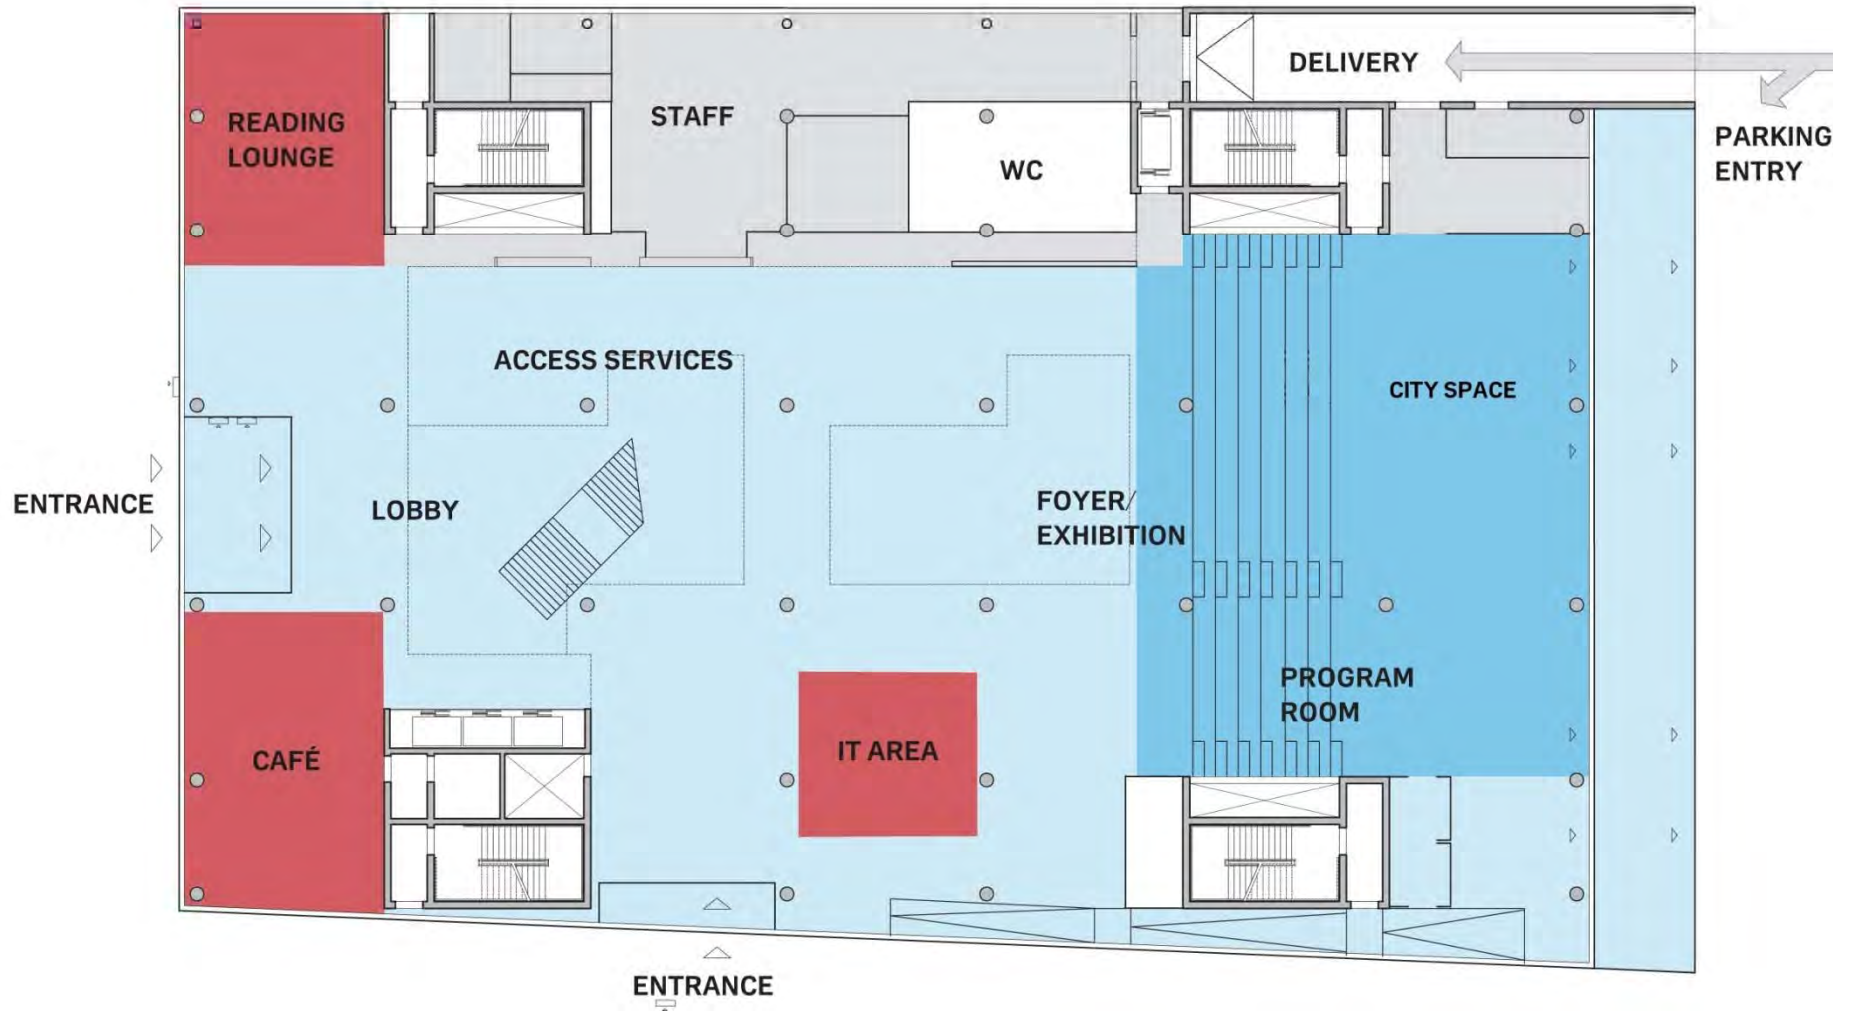 DELIVERY
READING
LOUNGE
STAFF
WC
PARKING
ENTRY
ACCESS SERVICES
CITY SPACE
ENTRANCE
LOBBY
FOYER/
EXHIBITION
PROGRAM
ROOM
CAFÉ
IT AREA
ENTRANCE